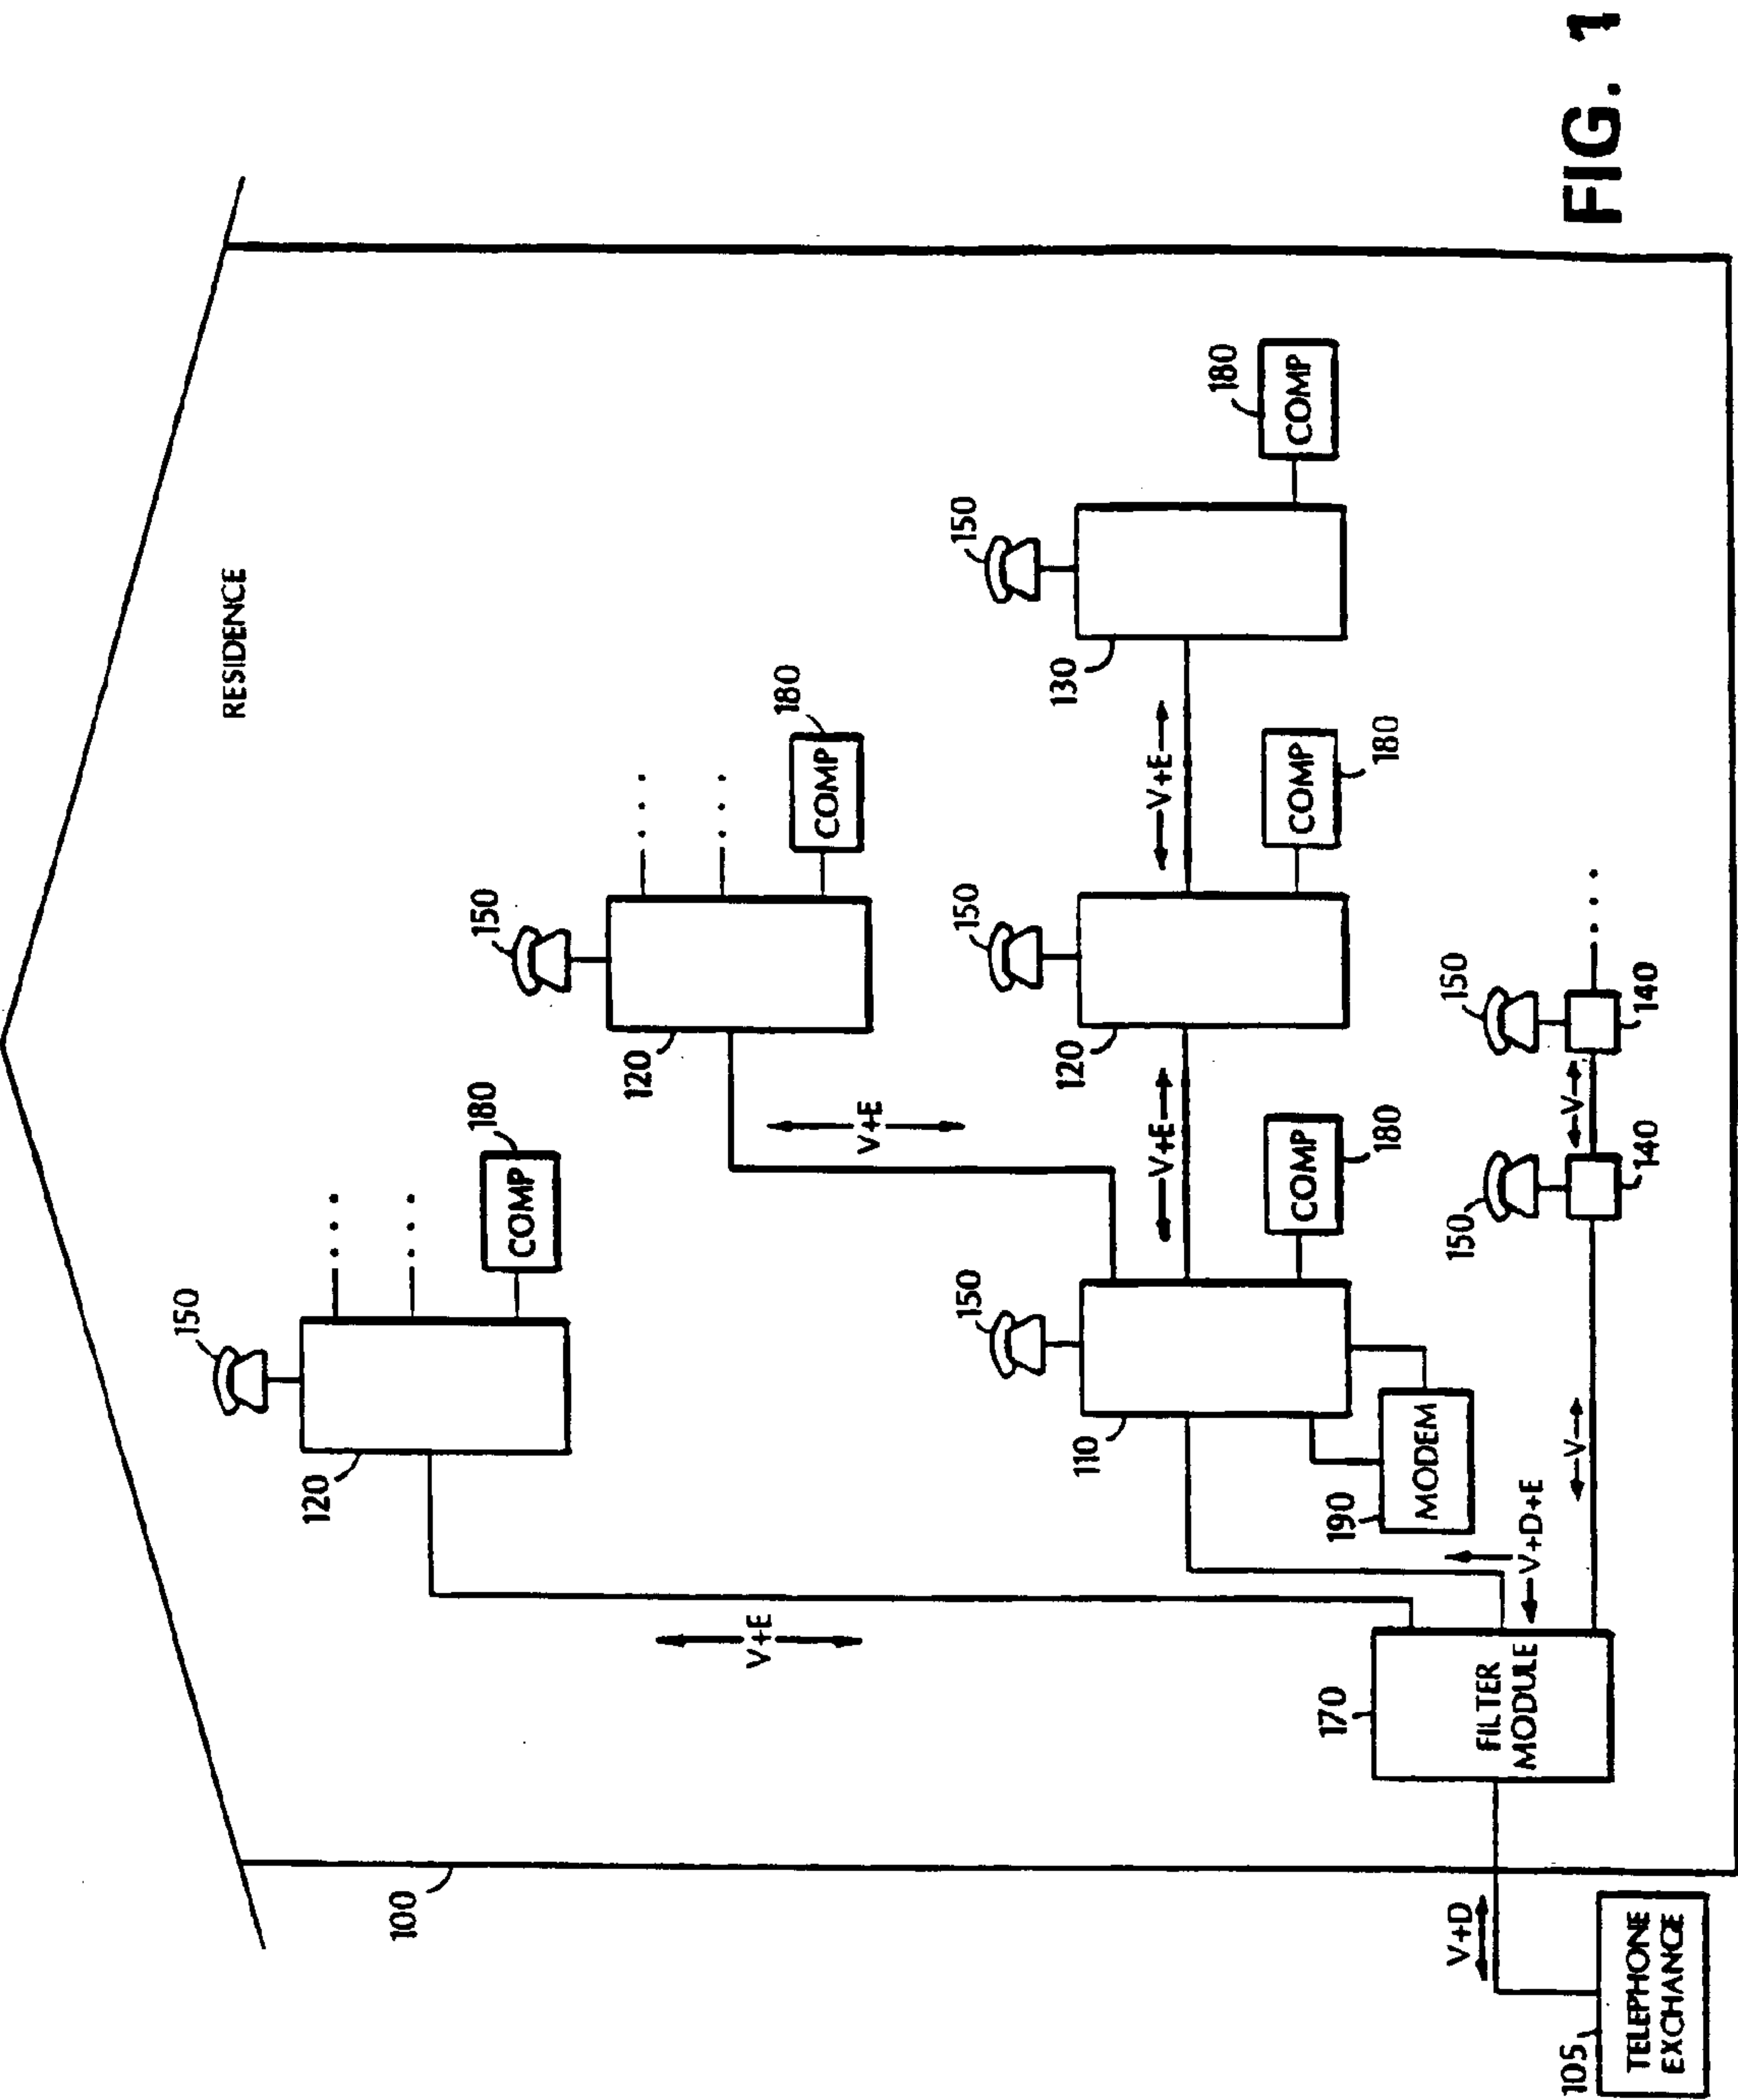 RESIDENCE
150
120
180
COMP
V+E
150
120
180
COMP
V+E
150
110
180
COMP
V+E
150
120
180
COMP
V+E
150
130
180
COMP
190
MODEM
V+D+E
170
FILTER
MODULE
V
150
140
V
150
140
100
V+D
105
TELEPHONE
EXCHANGE
FIG. 1